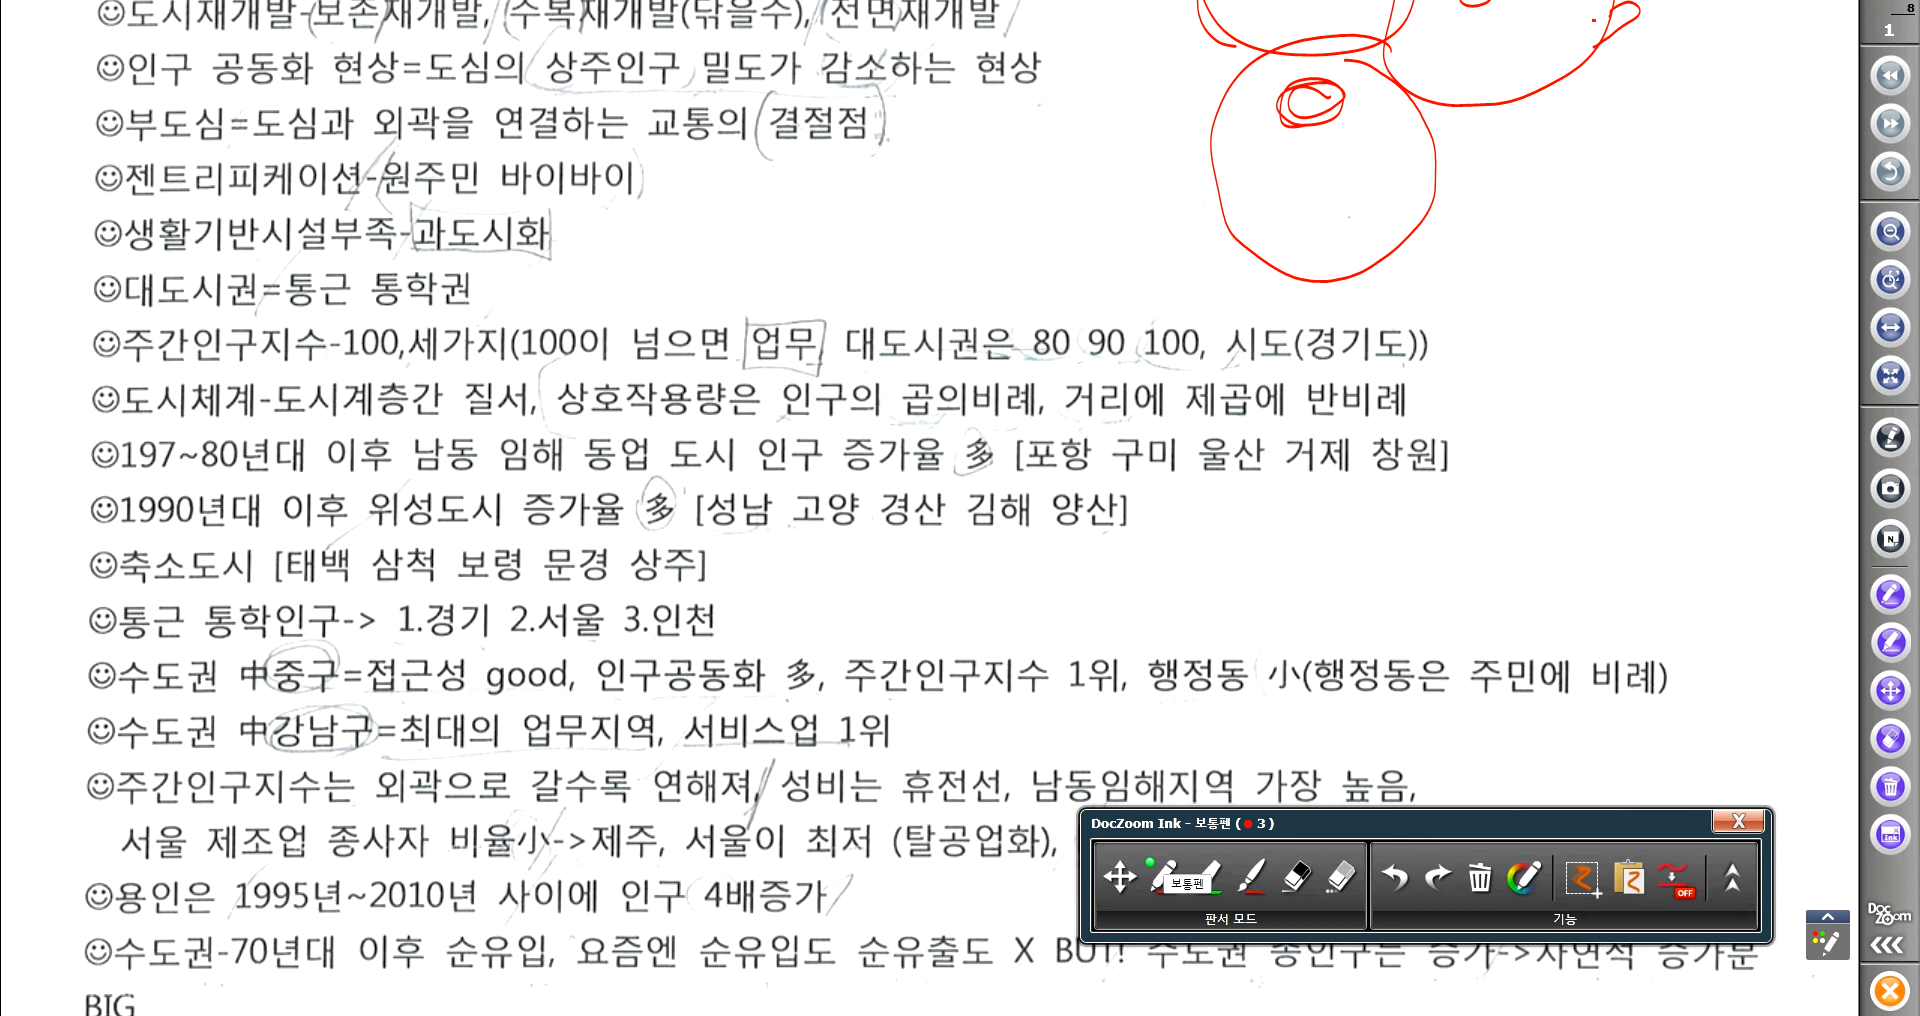 ☺도시재개발-보존재개발, (수복재개발(닦을수), (전면재개발
☺인구 공동화 현상=도심의 상주인구 밀도가 감소하는 현상
☺부도심=도심과 외곽을 연결하는 교통의 (결절점)
☺젠트리피케이션-원주민 바이바이
☺생활기반시설부족-과도시화
☺대도시권=통근 통학권
☺주간인구지수-100,세가지(100이 넘으면 업무 대도시권은 80 90 100, 시도(경기도))
☺도시체계-도시계층간 질서, 상호작용량은 인구의 곱의비례, 거리에 제곱에 반비례
☺197~80년대 이후 남동 임해 동업 도시 인구 증가율 多 [포항 구미 울산 거제 창원]
☺1990년대 이후 위성도시 증가율 多 [성남 고양 경산 김해 양산]
☺축소도시 [태백 삼척 보령 문경 상주]
☺통근 통학인구-> 1.경기 2.서울 3.인천
☺수도권 中중구=접근성 good, 인구공동화 多, 주간인구지수 1위, 행정동 小(행정동은 주민에 비례)
☺수도권 中강남구=최대의 업무지역, 서비스업 1위
☺주간인구지수는 외곽으로 갈수록 연해져, 성비는 휴전선, 남동임해지역 가장 높음,
서울 제조업 종사자 비율小->제주, 서울이 최저 (탈공업화),
☺용인은 1995년~2010년 사이에 인구 4배증가
☺수도권-70년대 이후 순유입, 요즘엔 순유입도 순유출도 X BUT! 수도권 총인구는 증가->자연적 증가분
BIG
DocZoom Ink - 보통펜 ( 3 )
X
보통펜
OFF
판서 모드
기능
8
1
N
Ink
DocZoom